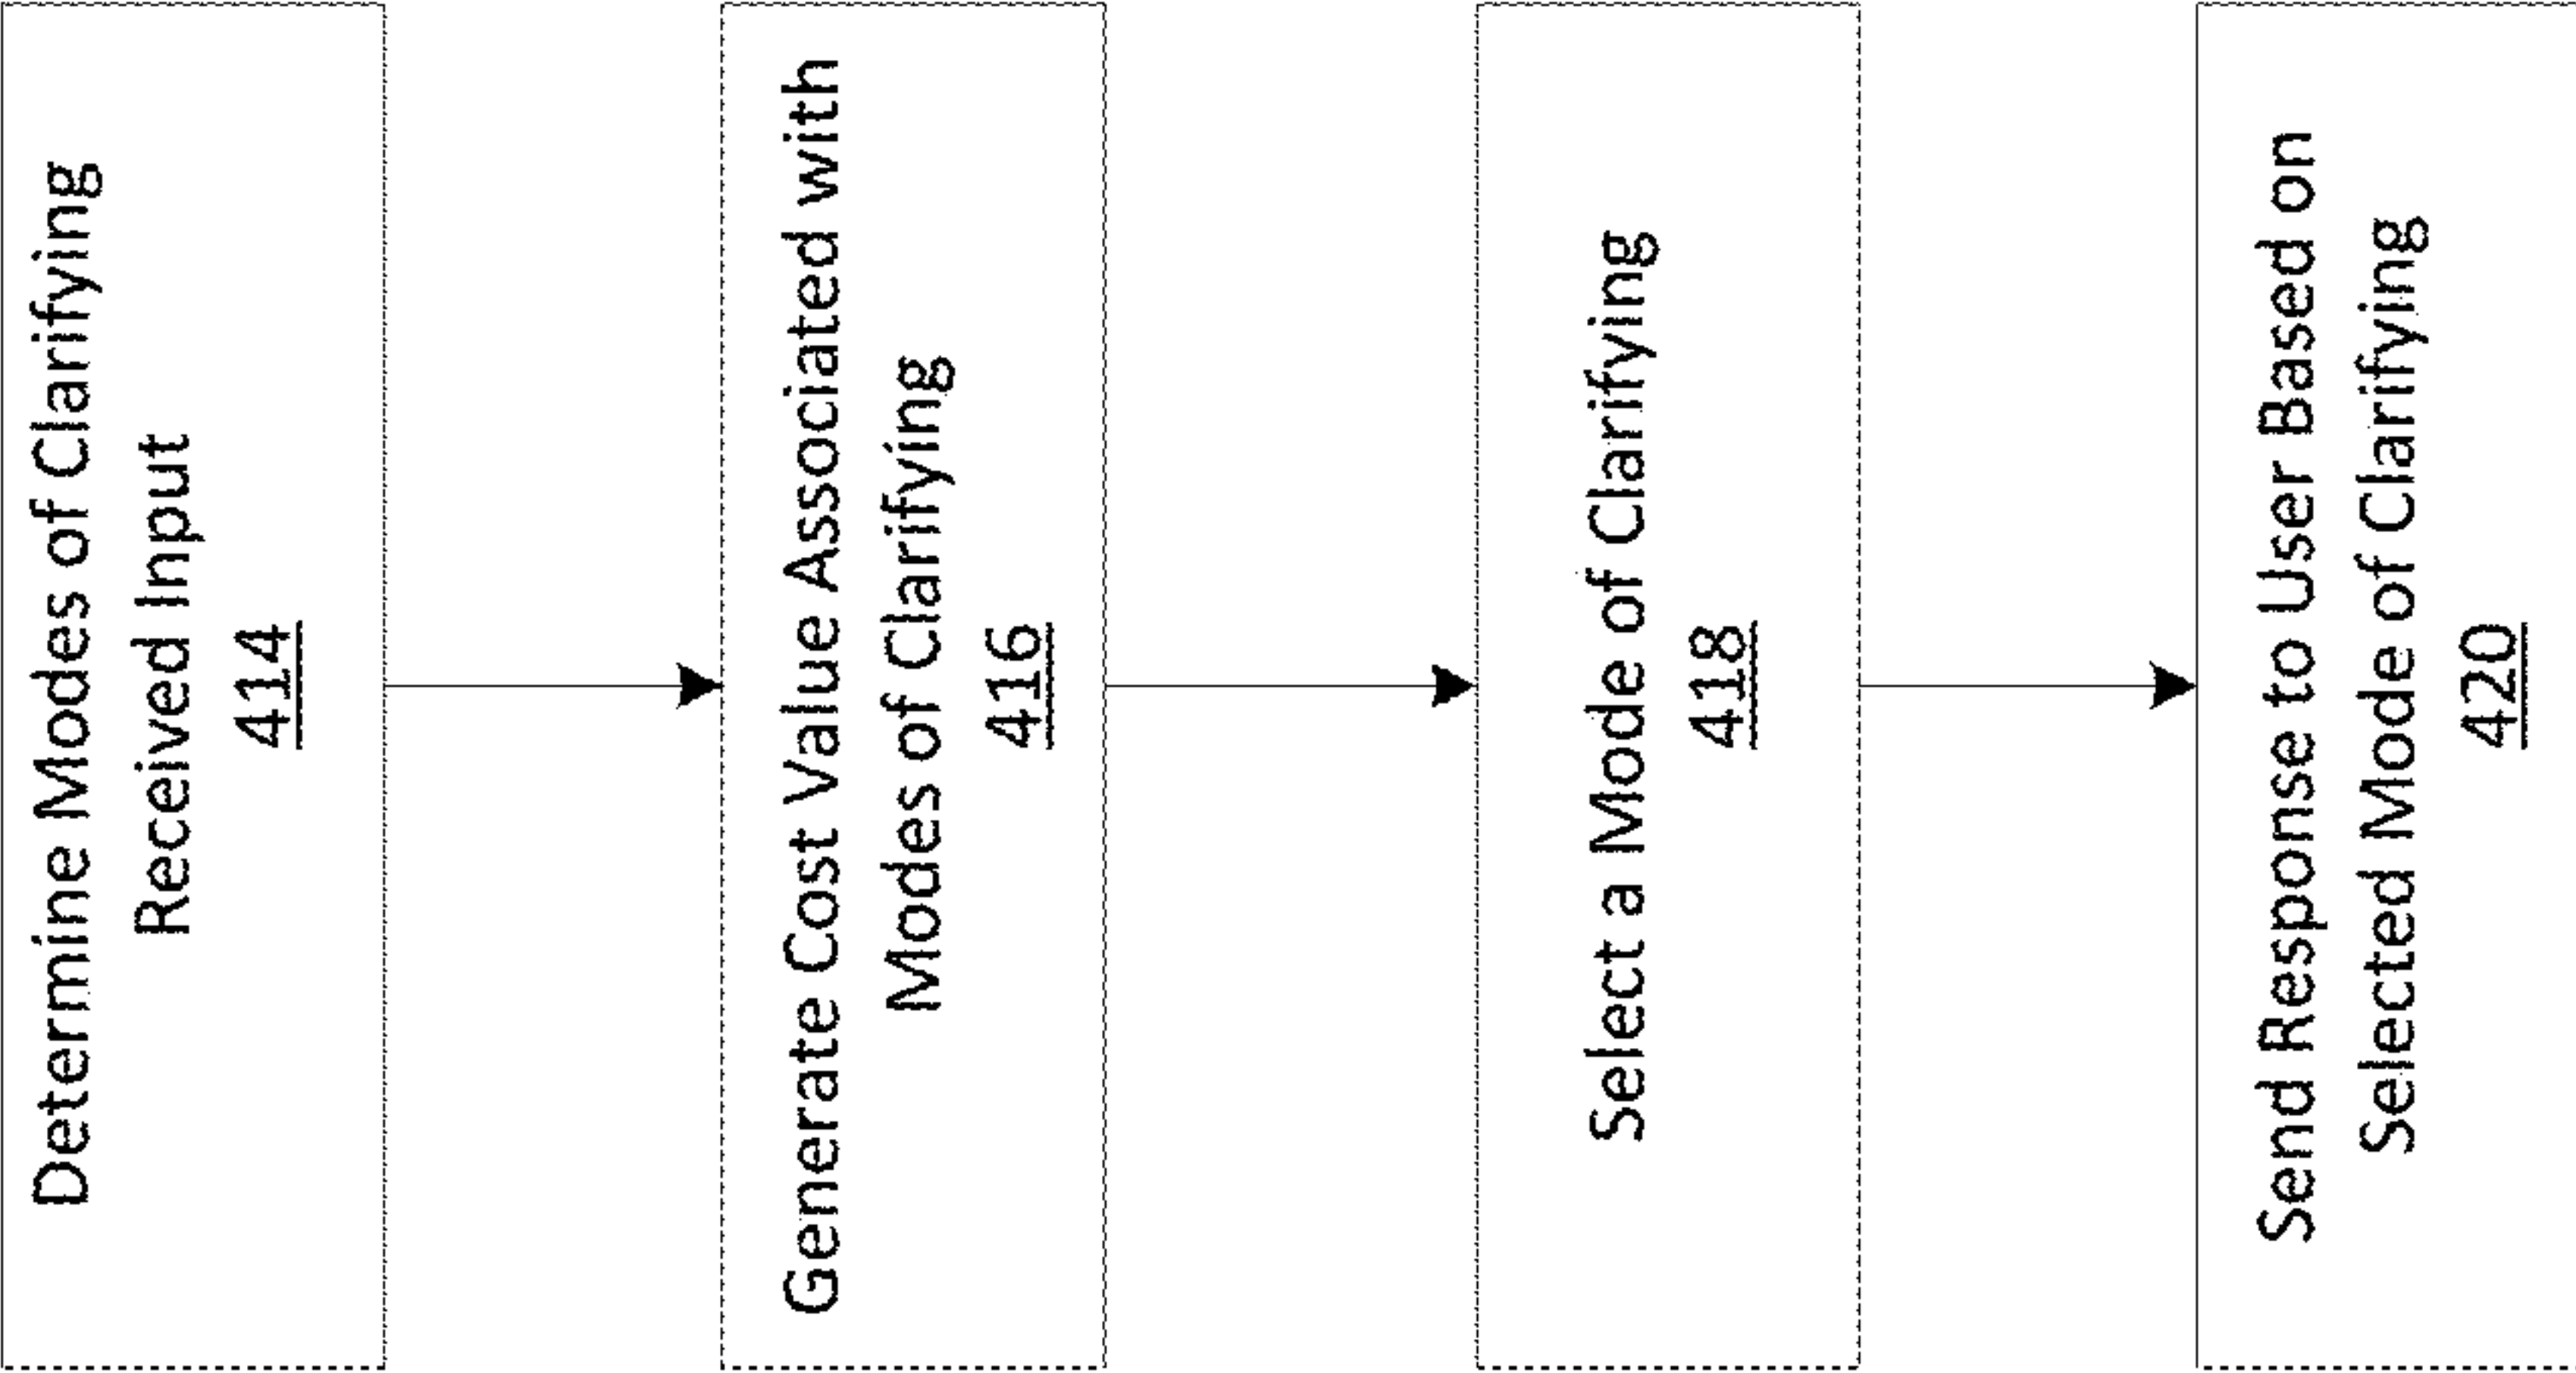 Determine Modes of Clarifying
Received Input
414
Generate Cost Value Associated with
Modes of Clarifying
416
Select a Mode of Clarifying
418
Send Response to User Based on
Selected Mode of Clarifying
420